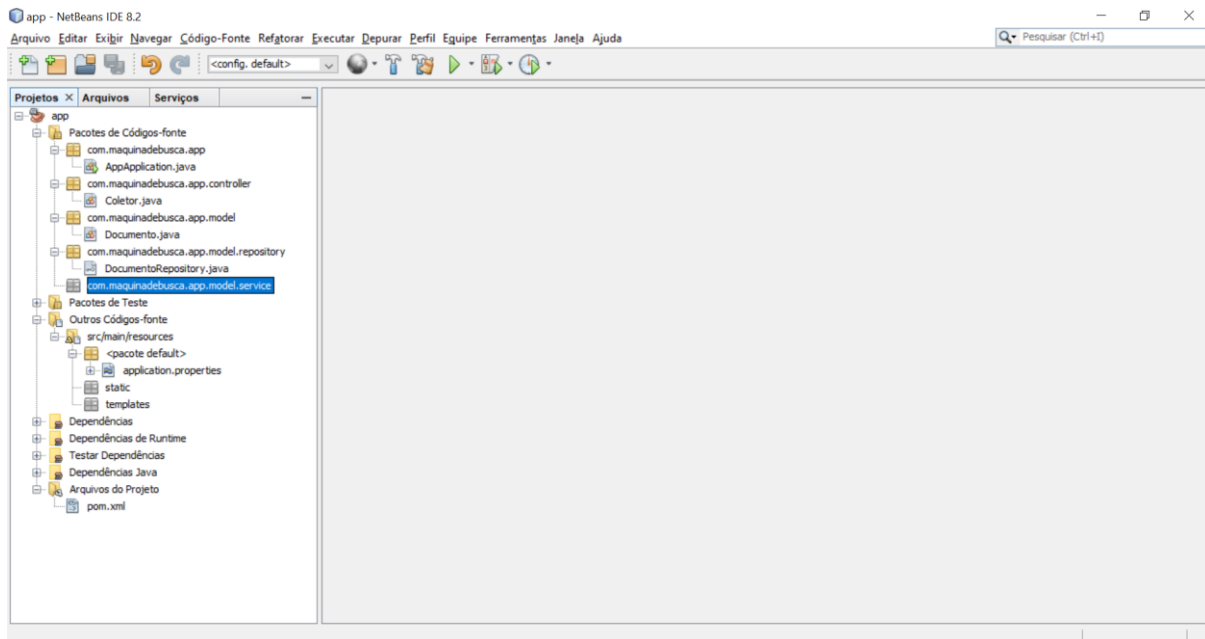 app - NetBeans IDE 8.2
Arquivo Editar Exibir Navegar Código-Fonte Refatorar Executar Depurar Perfil Equipe Ferramentas Janela Ajuda
Pesquisar (Ctrl+I)
<config. default>
Projetos Arquivos Serviços
app
Pacotes de Códigos-fonte
com.maquinadebusca.app
AppApplication.java
com.maquinadebusca.app.controller
Coletor.java
com.maquinadebusca.app.model
Documento.java
com.maquinadebusca.app.model.repository
DocumentoRepository.java
com.maquinadebusca.app.model.service
Pacotes de Teste
Outros Códigos-fonte
src/main/resources
<pacote default>
application.properties
static
templates
Dependências
Dependências de Runtime
Testar Dependências
Dependências Java
Arquivos do Projeto
pom.xml